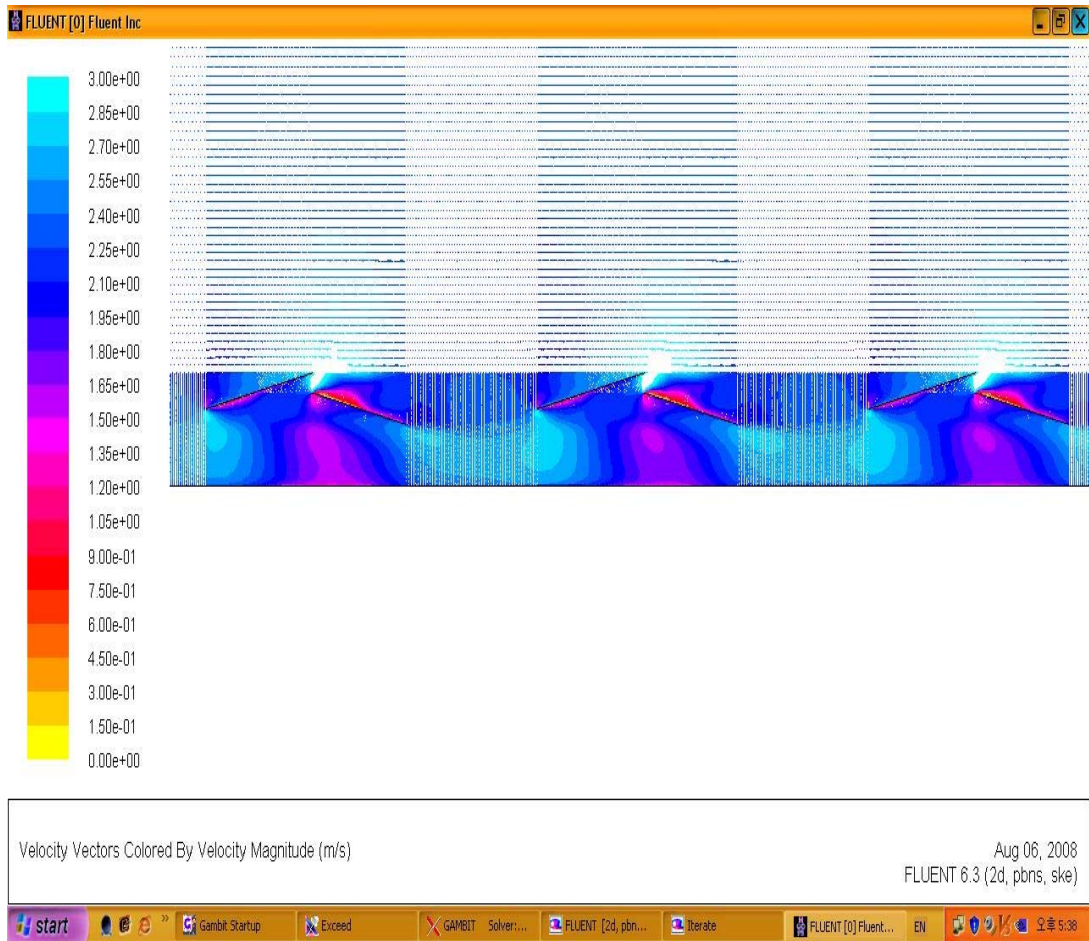 FLUENT [0] Fluent Inc
3.00e+00
2.85e+00
2.70e+00
2.55e+00
2.40e+00
2.25e+00
2.10e+00
1.95e+00
1.80e+00
1.65e+00
1.50e+00
1.35e+00
1.20e+00
1.05e+00
9.00e-01
7.50e-01
6.00e-01
4.50e-01
3.00e-01
1.50e-01
0.00e+00
Velocity Vectors Colored By Velocity Magnitude (m/s)
Aug 06, 2008
FLUENT 6.3 (2d, pbns, ske)
start
»
Gambit Startup
Exceed
GAMBIT Solver:...
FLUENT [2d, pbn...
Iterate
FLUENT [0] Fluent...
EN
오후 5:38